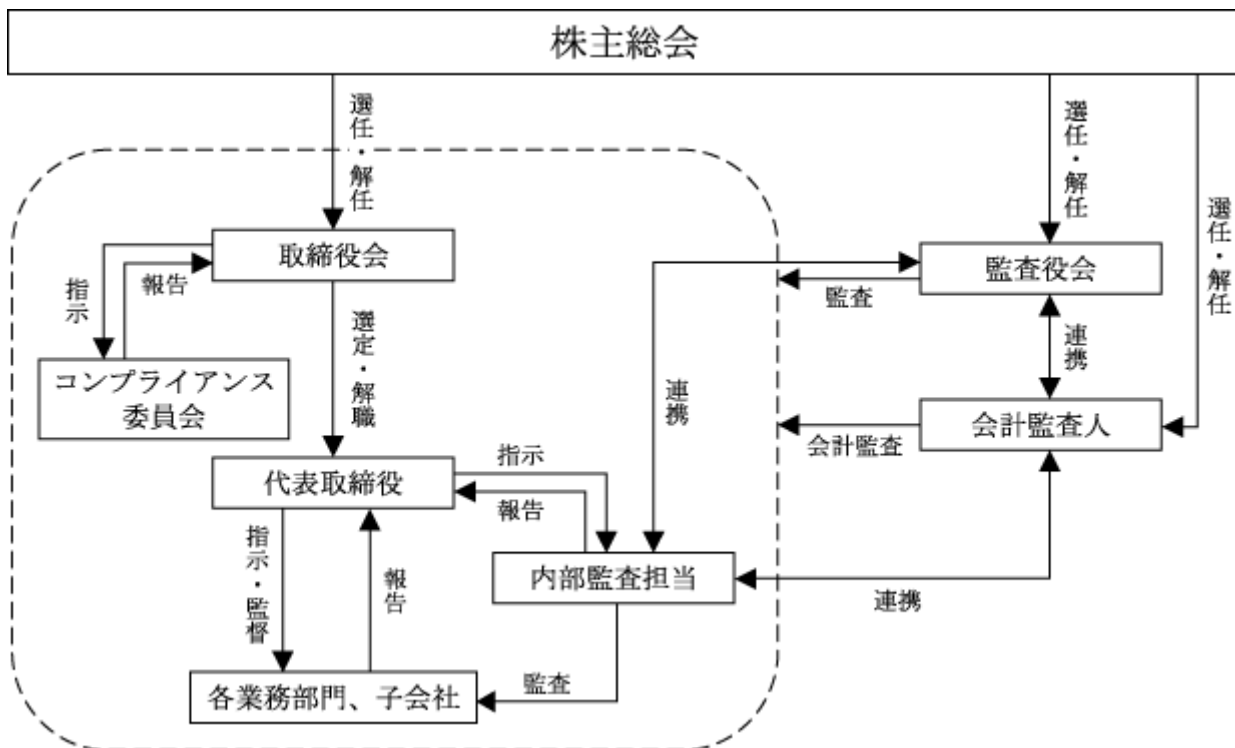 株主総会
選任・解任
選任・解任
選任・解任
取締役会
監査役会
指示
報告
監査
選定・解職
連携
連携
コンプライアンス
委員会
会計監査人
会計監査
代表取締役
指示
報告
指示・監督
報告
内部監査担当
連携
各業務部門、子会社
監査